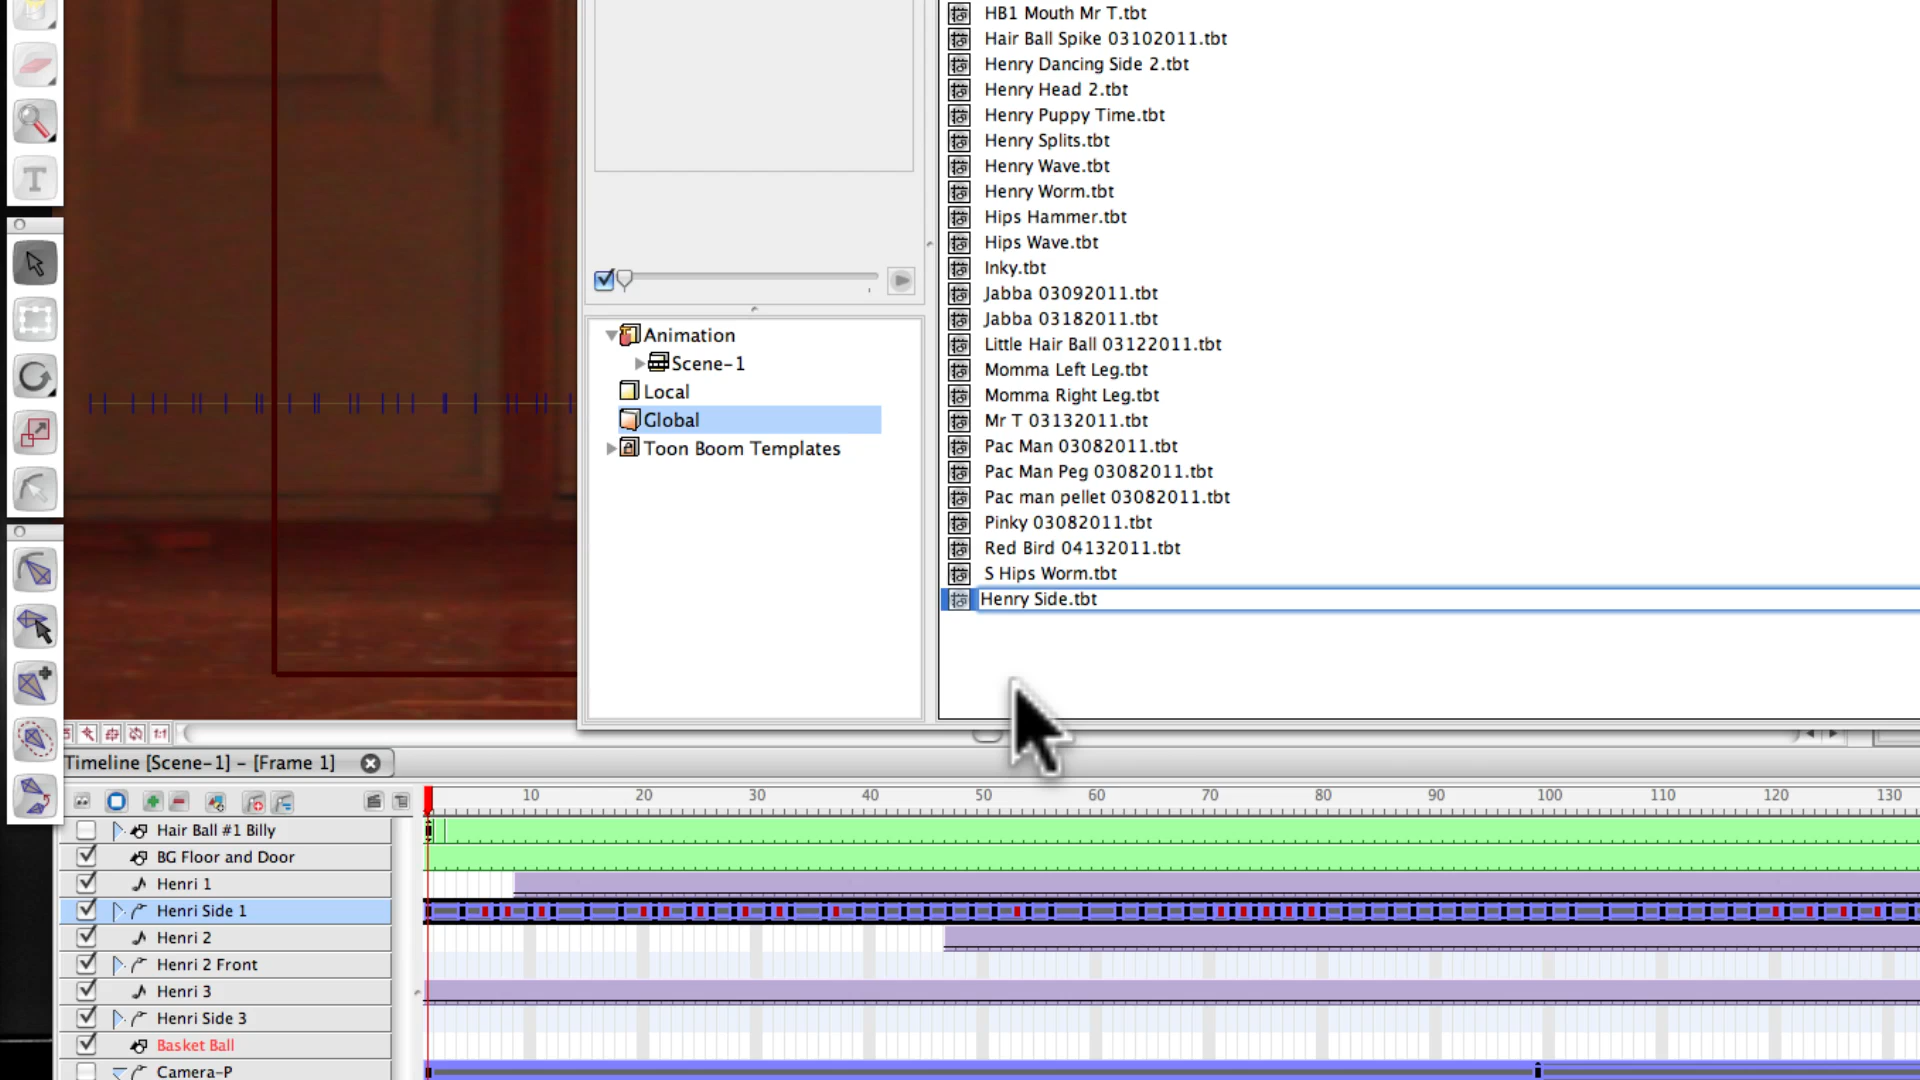 HB1 Mouth Mr T.tbt
Hair Ball Spike 03102011.tbt
Henry Dancing Side 2.tbt
Henry Head 2.tbt
Henry Puppy Time.tbt
Henry Splits.tbt
Henry Wave.tbt
Henry Worm.tbt
Hips Hammer.tbt
Hips Wave.tbt
Inky.tbt
Jabba 03092011.tbt
Jabba 03182011.tbt
Little Hair Ball 03122011.tbt
Momma Left Leg.tbt
Momma Right Leg.tbt
Mr T 03132011.tbt
Pac Man 03082011.tbt
Pac Man Peg 03082011.tbt
Pac man pellet 03082011.tbt
Pinky 03082011.tbt
Red Bird 04132011.tbt
S Hips Worm.tbt
Henry Side.tbt
T
Animation
Scene-1
Local
Global
Toon Boom Templates
1:1
Timeline [Scene-1] - [Frame 1]
10 20 30 40 50 60 70 80 90 100 110 120 130
Hair Ball #1 Billy
BG Floor and Door
Henri 1
Henri Side 1
Henri 2
Henri 2 Front
Henri 3
Henri Side 3
Basket Ball
Camera-P